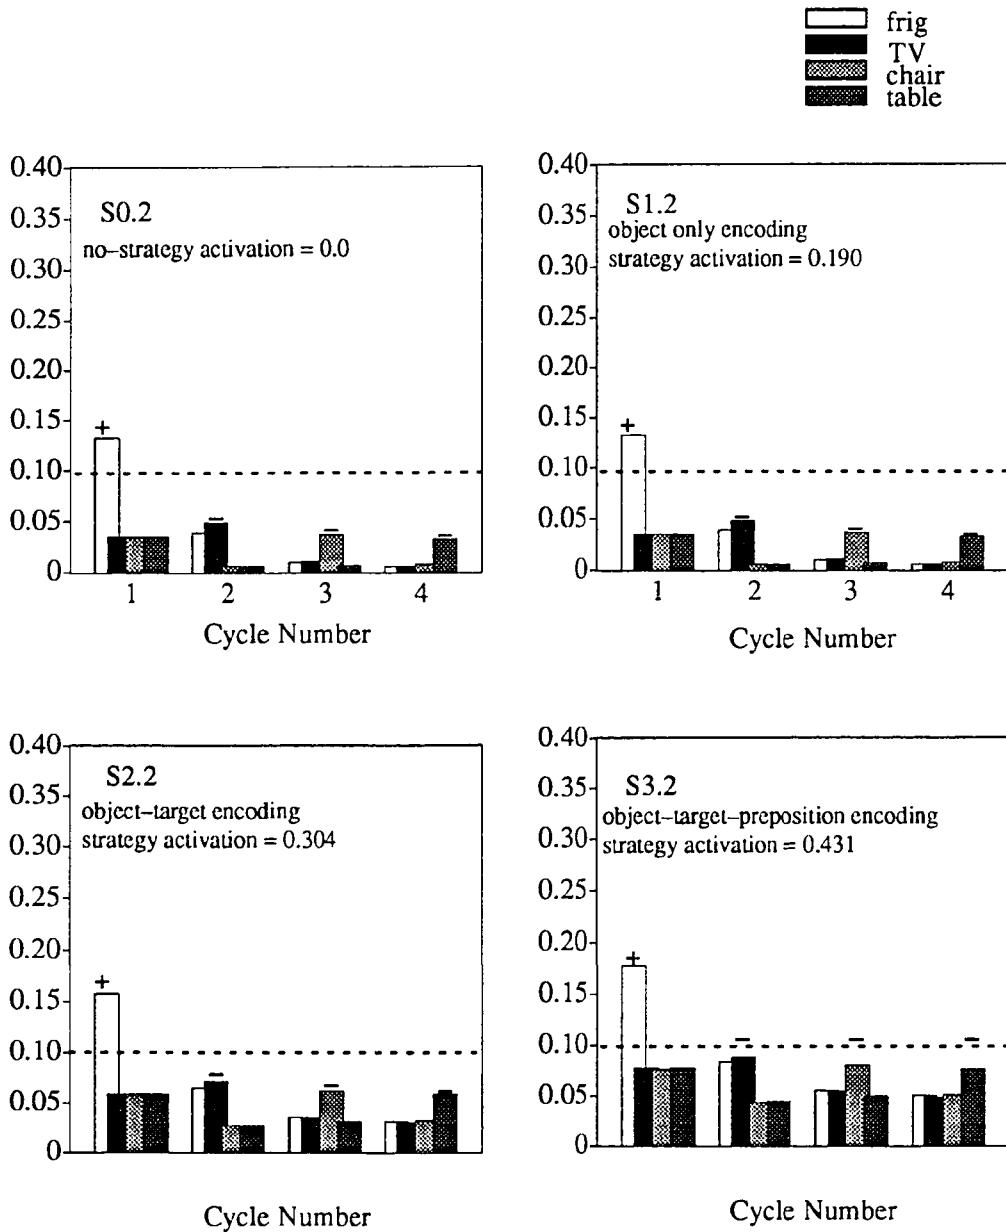 frig
TV
chair
table
0.40
0.35
0.30
0.25
0.20
0.15
0.10
0.05
0
S0.2
no–strategy activation = 0.0
+
–
–
–
1 2 3 4
Cycle Number
0.40
0.35
0.30
0.25
0.20
0.15
0.10
0.05
0
S1.2
object only encoding
strategy activation = 0.190
+
–
–
–
1 2 3 4
Cycle Number
0.40
0.35
0.30
0.25
0.20
0.15
0.10
0.05
0
S2.2
object–target encoding
strategy activation = 0.304
+
–
–
–
Cycle Number
0.40
0.35
0.30
0.25
0.20
0.15
0.10
0.05
0
S3.2
object–target–preposition encoding
strategy activation = 0.431
+
–
–
–
Cycle Number